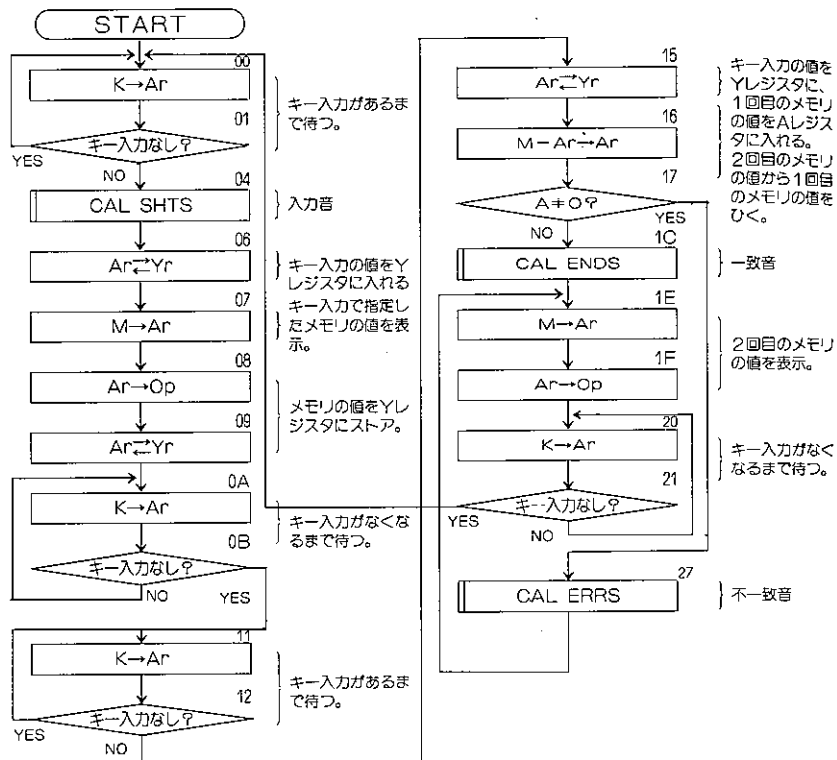 START
00
K→Ar
キー入力があるま
で待つ。
01
キー入力なし?
YES
NO
04
CAL SHTS
入力音
06
Ar⇄Yr
キー入力の値をY
レジスタに入れる
07
M→Ar
キー入力で指定し
たメモリの値を表
示。
08
Ar→Op
メモリの値をYレ
ジスタにストア。
09
Ar⇄Yr
0A
K→Ar
キー入力がなくな
るまで待つ。
0B
キー入力なし?
NO
YES
11
K→Ar
キー入力があるま
で待つ。
12
キー入力なし?
YES
NO
15
Ar⇄Yr
キー入力の値を
Yレジスタに、
1回目のメモリ
の値をAレジス
タに入れる。
16
M-Ar→Ar
2回目のメモリ
の値から1回目
のメモリの値を
ひく。
17
A≠0?
YES
NO
1C
CAL ENDS
一致音
1E
M→Ar
2回目のメモリ
の値を表示。
1F
Ar→Op
20
K→Ar
キー入力がなく
なるまで待つ。
21
キー入力なし?
YES
NO
27
CAL ERRS
不一致音